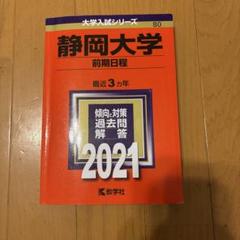 大学入試シリーズ
80
静岡大学
前期日程
最近3カ年
傾向と対策
過去問
解答
2021
教学社